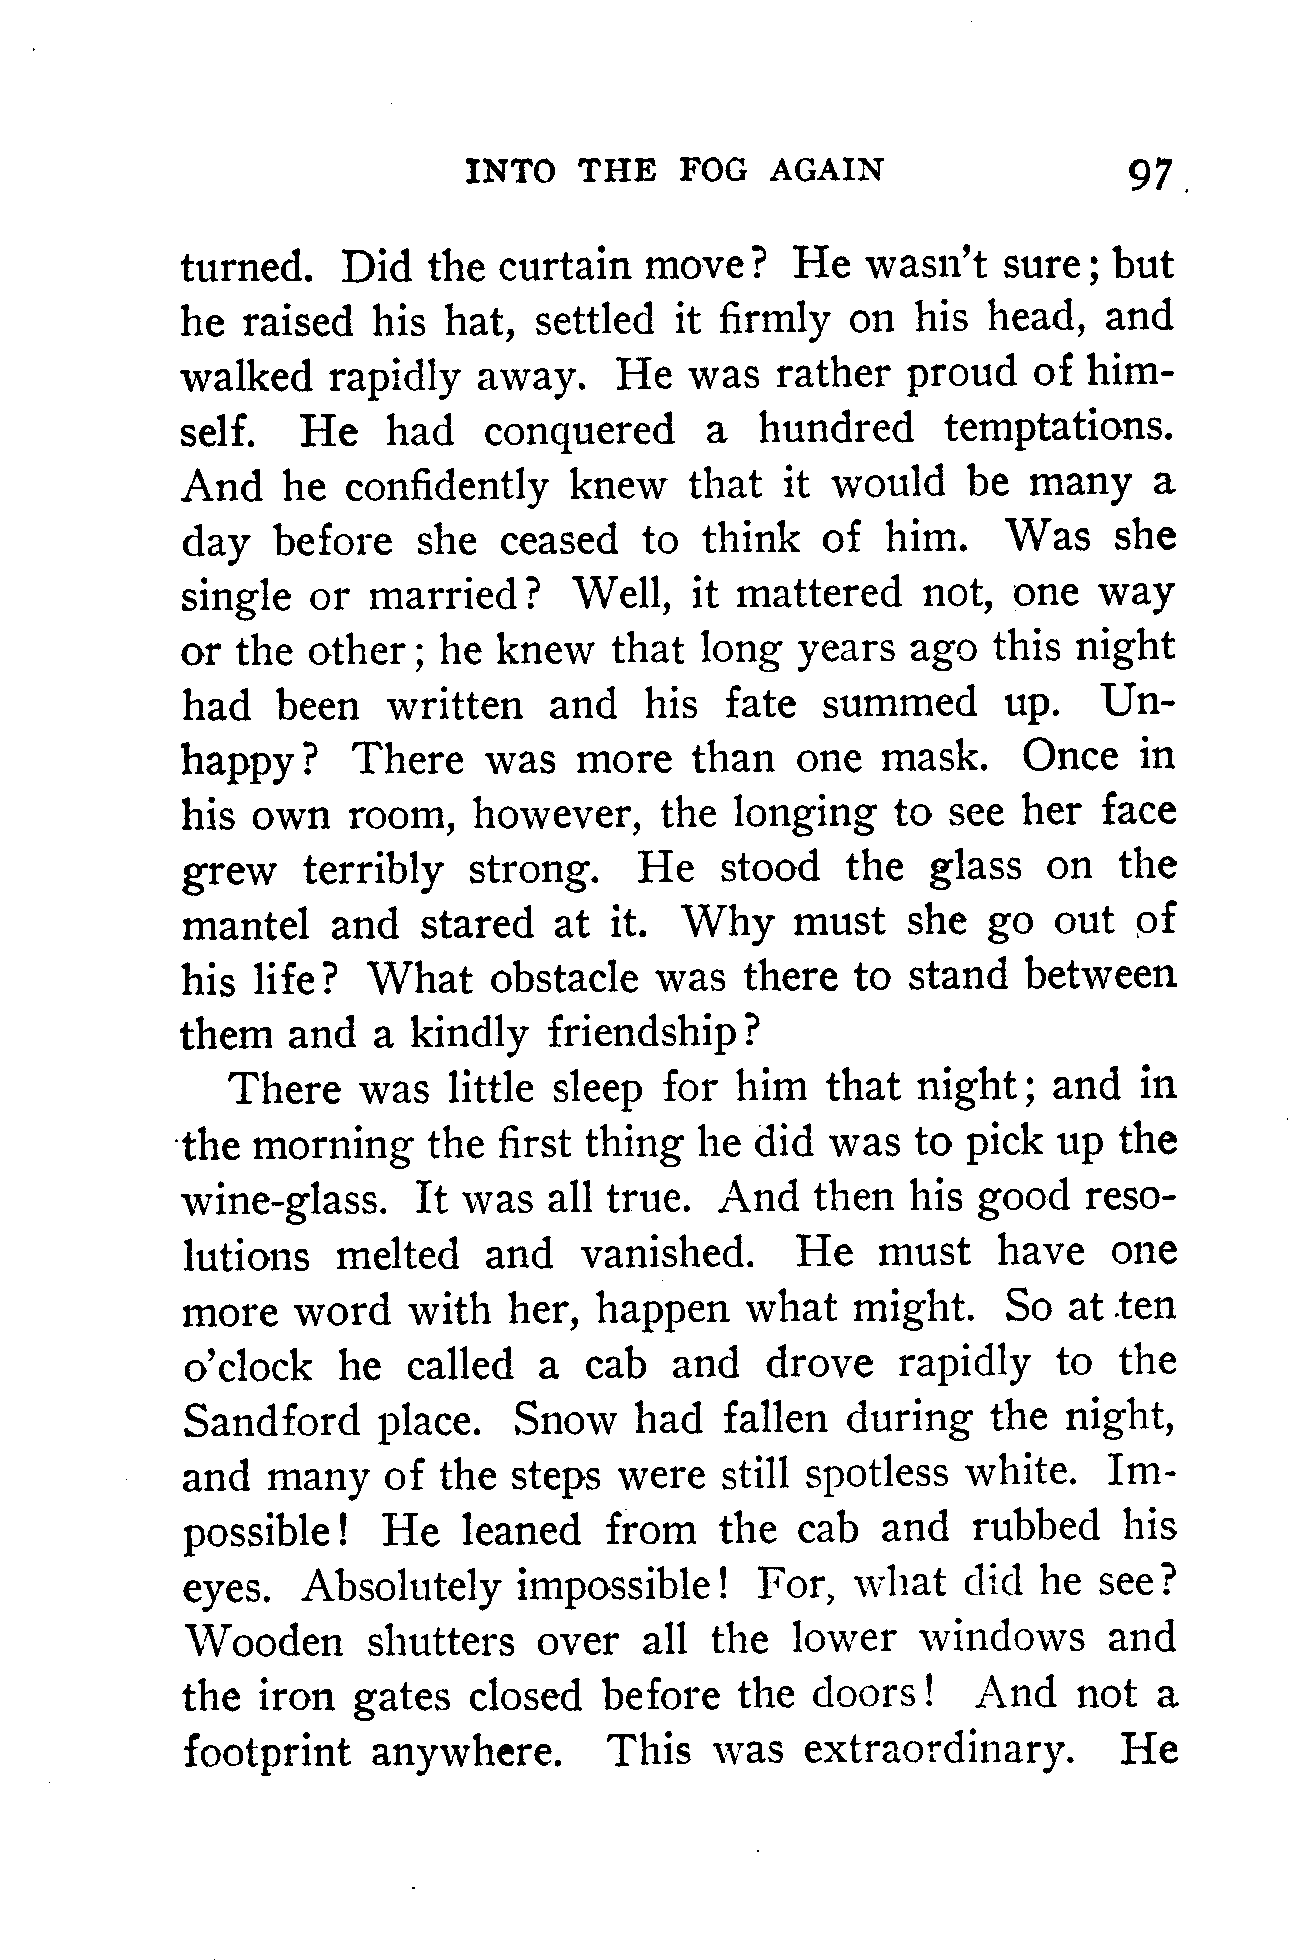 INTO THE FOG AGAIN 97
turned. Did the curtain move? He wasn't sure; but
he raised his hat, settled it firmly on his head, and
walked rapidly away. He was rather proud of him-
self. He had conquered a hundred temptations.
And he confidently knew that it would be many a
day before she ceased to think of him. Was she
single or married? Well, it mattered not, one way
or the other; he knew that long years ago this night
had been written and his fate summed up. Un-
happy? There was more than one mask. Once in
his own room, however, the longing to see her face
grew terribly strong. He stood the glass on the
mantel and stared at it. Why must she go out of
his life? What obstacle was there to stand between
them and a kindly friendship?
There was little sleep for him that night; and in
the morning the first thing he did was to pick up the
wine-glass. It was all true. And then his good reso-
lutions melted and vanished. He must have one
more word with her, happen what might. So at ten
o'clock he called a cab and drove rapidly to the
Sandford place. Snow had fallen during the night,
and many of the steps were still spotless white. Im-
possible! He leaned from the cab and rubbed his
eyes. Absolutely impossible! For, what did he see?
Wooden shutters over all the lower windows and
the iron gates closed before the doors! And not a
footprint anywhere. This was extraordinary. He